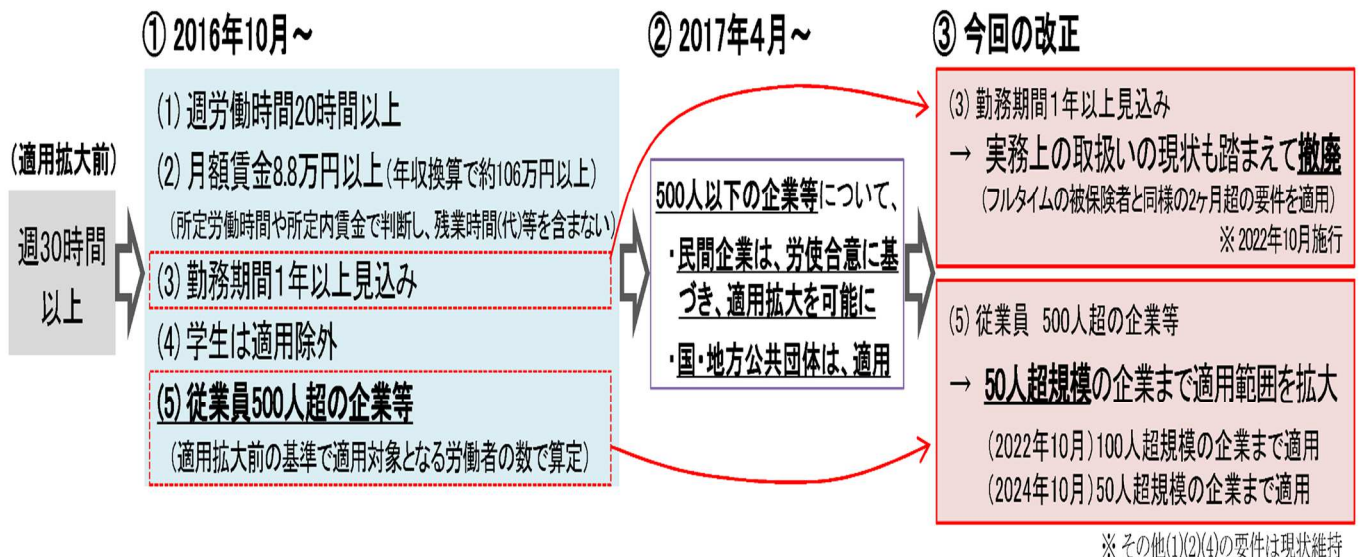 (適用拡大前)
週30時間
以上
① 2016年10月～
(1) 週労働時間20時間以上
(2) 月額賃金8.8万円以上(年収換算で約106万円以上)
(所定労働時間や所定内賃金で判断し、残業時間(代)等を含まない)
(3) 勤務期間1年以上見込み
(4) 学生は適用除外
(5) 従業員500人超の企業等
(適用拡大前の基準で適用対象となる労働者の数で算定)
② 2017年4月～
500人以下の企業等について、
・民間企業は、労使合意に基
づき、適用拡大を可能に
・国・地方公共団体は、適用
③ 今回の改正
(3) 勤務期間1年以上見込み
→ 実務上の取扱いの現状も踏まえて撤廃
(フルタイムの被保険者と同様の2ヶ月超の要件を適用)
※ 2022年10月施行
(5) 従業員 500人超の企業等
→ 50人超規模の企業まで適用範囲を拡大
(2022年10月)100人超規模の企業まで適用
(2024年10月)50人超規模の企業まで適用
※ その他(1)(2)(4)の要件は現状維持